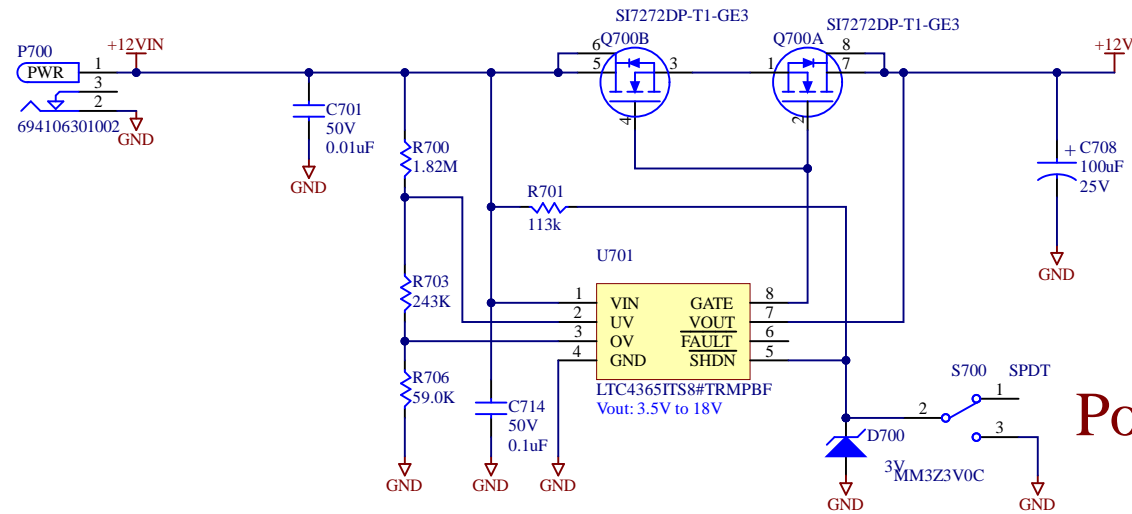 SI7272DP-T1-GE3
SI7272DP-T1-GE3
P700
+12VIN
Q700B
Q700A
+12V
PWR
1
3
2
694106301002
GND
6
5
3
4
1
8
7
2
C701
50V
0.01uF
GND
R700
1.82M
C708
100uF
25V
+
GND
R701
113k
U701
R703
243K
1
VIN
GATE
8
2
UV
VOUT
7
3
OV
FAULT
6
4
GND
SHDN
5
LTC4365ITS8#TRMPBF
Vout: 3.5V to 18V
R706
59.0K
C714
50V
0.1uF
GND
GND
GND
S700
SPDT
1
2
3
D700
3V
MM3Z3V0C
GND
GND
Po